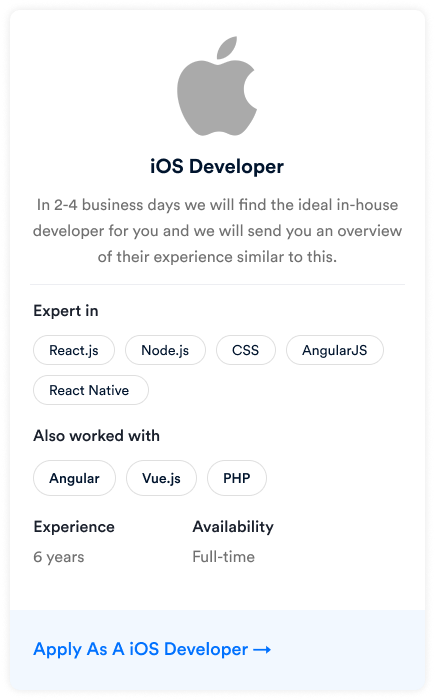 iOS Developer
In 2-4 business days we will find the ideal in-house
developer for you and we will send you an overview
of their experience similar to this.
Expert in
React.js Node.js CSS AngularJS
React Native
Also worked with
Angular Vue.js PHP
Experience Availability
6 years Full-time
Apply As A iOS Developer →